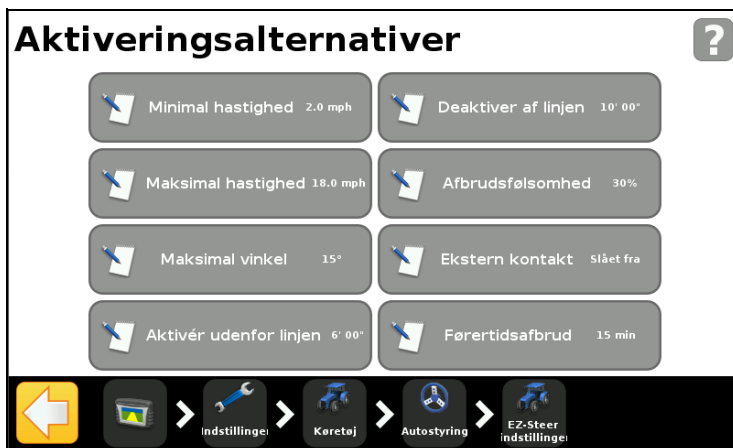 Aktiveringsalternativer
?
Minimal hastighed 2.0 mph
Deaktiver af linjen 10' 00"
Maksimal hastighed 18.0 mph
Afbrudsfølsomhed 30%
Maksimal vinkel 15°
Ekstern kontakt Slået fra
Aktivér udenfor linjen 6' 00"
Førertidsafbrud 15 min
Indstillinger
Køretøj
Autostyring
EZ-Steer
indstillinger